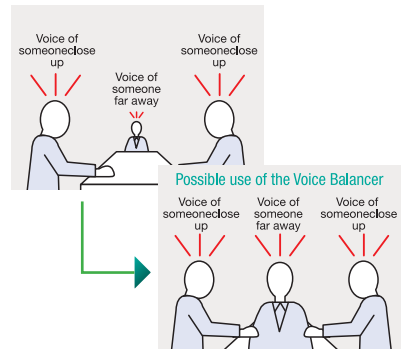 Voice of
someoneclose
up
Voice of
someone
far away
Voice of
someoneclose
up
Possible use of the Voice Balancer
Voice of
someoneclose
up
Voice of
someone
far away
Voice of
someoneclose
up